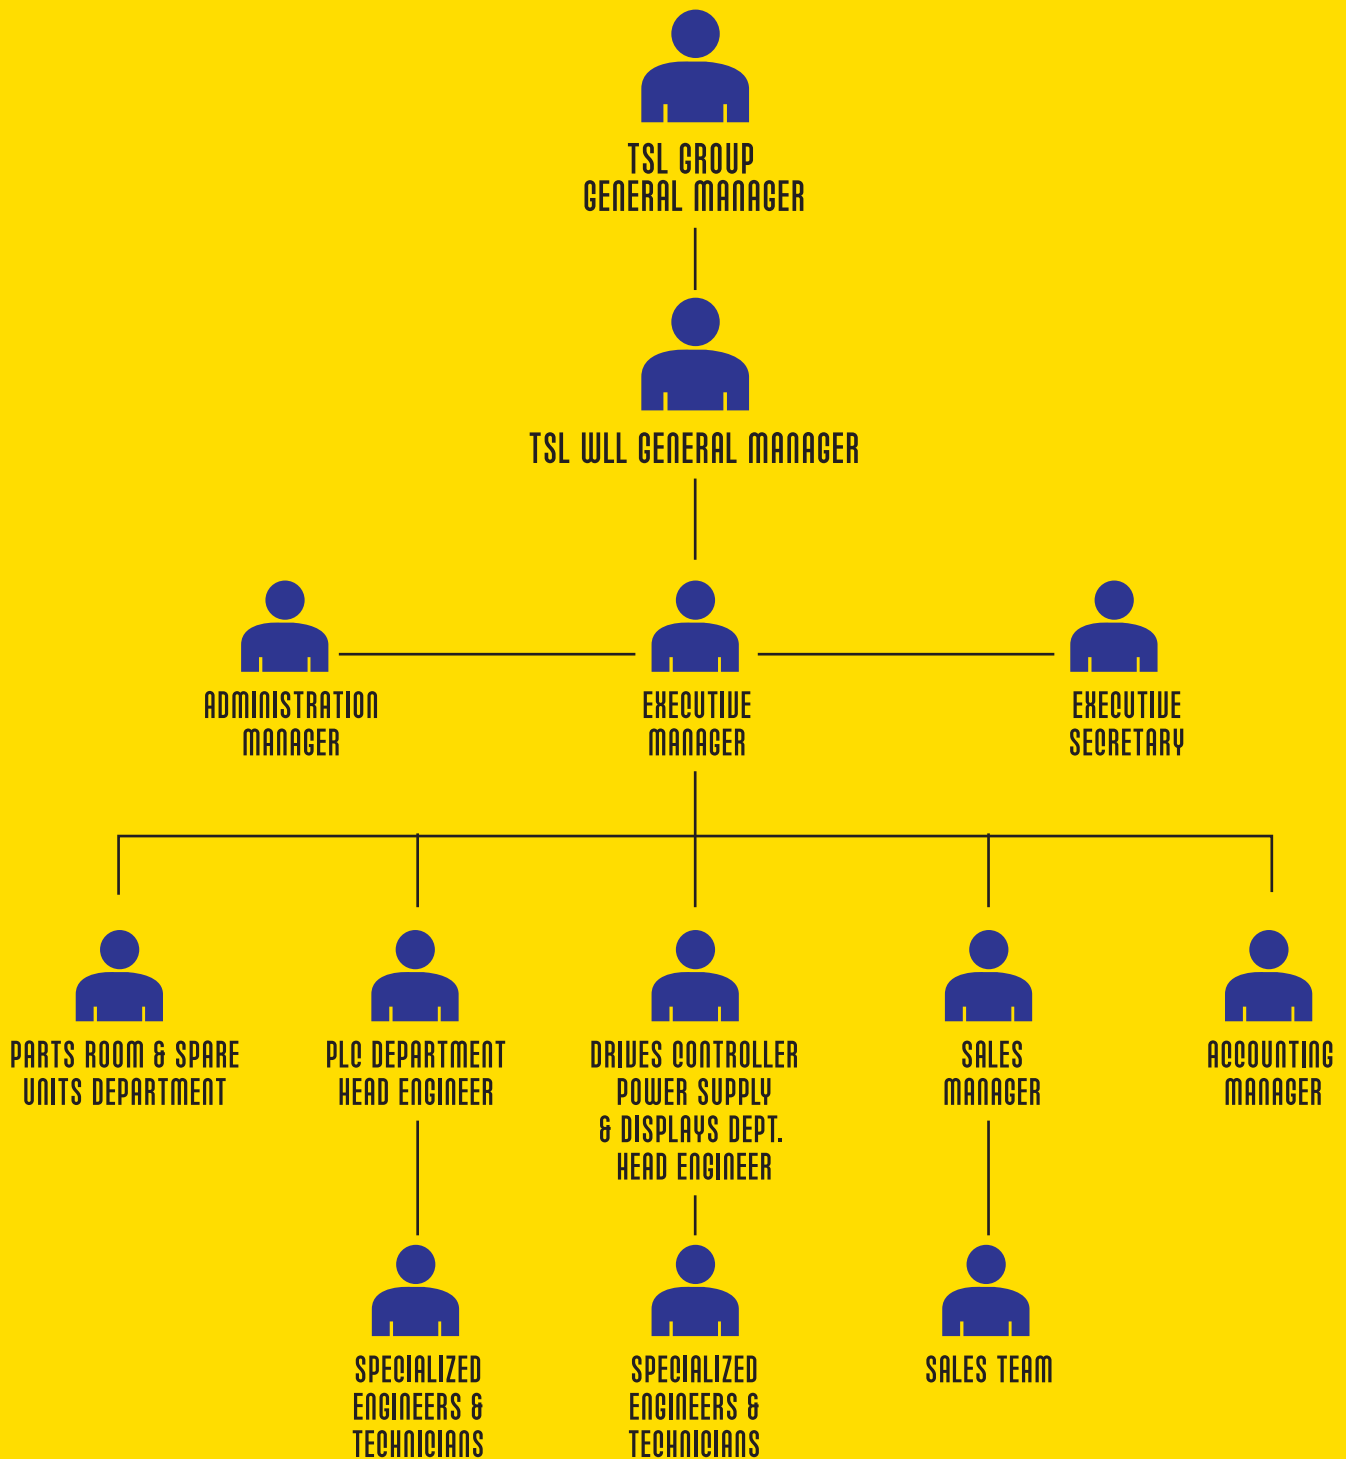 TSL GROUP
GENERAL MANAGER
TSL WLL GENERAL MANAGER
ADMINISTRATION
MANAGER
EXECUTIVE
MANAGER
EXECUTIVE
SECRETARY
PARTS ROOM & SPARE
UNITS DEPARTMENT
PLC DEPARTMENT
HEAD ENGINEER
DRIVES CONTROLLER
POWER SUPPLY
& DISPLAYS DEPT.
HEAD ENGINEER
SALES
MANAGER
ACCOUNTING
MANAGER
SPECIALIZED
ENGINEERS &
TECHNICIANS
SPECIALIZED
ENGINEERS &
TECHNICIANS
SALES TEAM